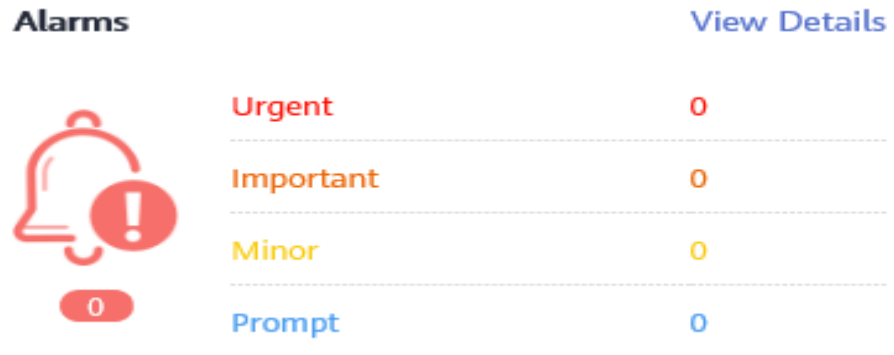 Alarms View Details
Urgent 0
Important 0
Minor 0
0
Prompt 0